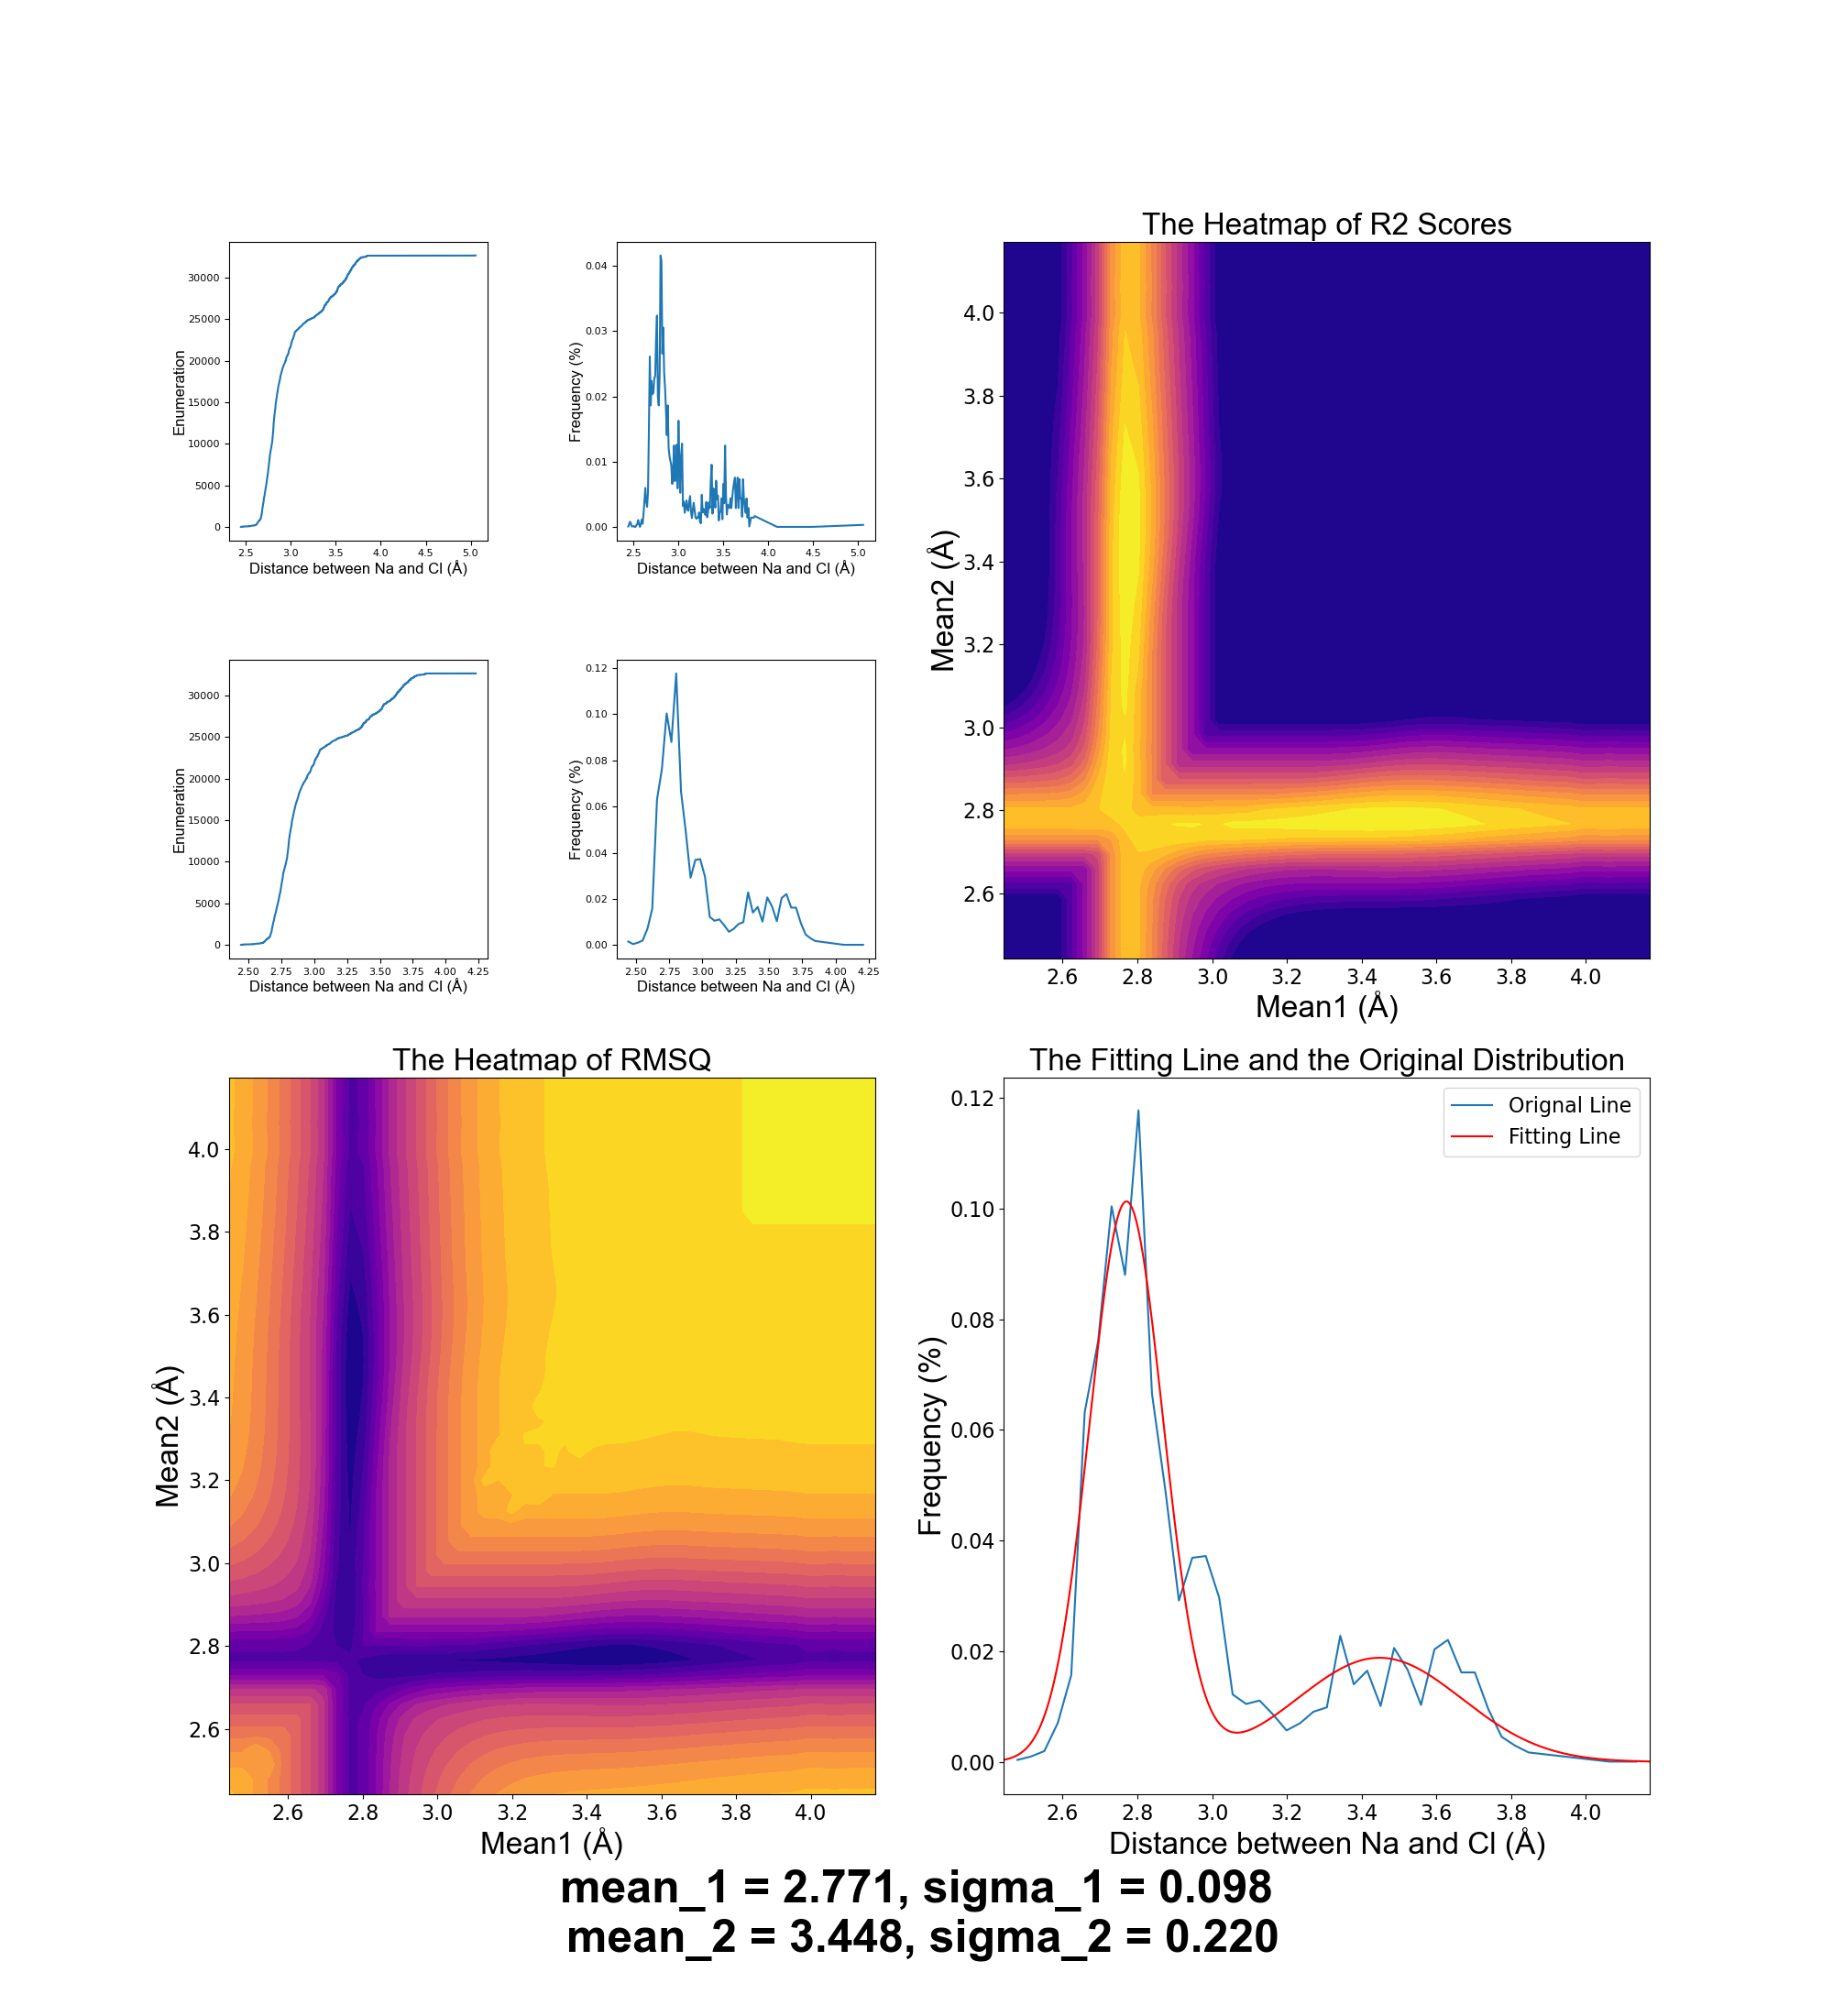 The Heatmap of R2 Scores
30000
25000
20000
15000
10000
5000
0
Enumeration
2.5 3.0 3.5 4.0 4.5 5.0
Distance between Na and Cl (Å)
0.04
0.03
0.02
0.01
0.00
Frequency (%)
2.5 3.0 3.5 4.0 4.5 5.0
Distance between Na and Cl (Å)
4.0
3.8
3.6
3.4
3.2
3.0
2.8
2.6
Mean2 (Å)
2.6 2.8 3.0 3.2 3.4 3.6 3.8 4.0
Mean1 (Å)
30000
25000
20000
15000
10000
5000
0
Enumeration
2.50 2.75 3.00 3.25 3.50 3.75 4.00 4.25
Distance between Na and Cl (Å)
0.12
0.10
0.08
0.06
0.04
0.02
0.00
Frequency (%)
2.50 2.75 3.00 3.25 3.50 3.75 4.00 4.25
Distance between Na and Cl (Å)
The Heatmap of RMSQ
4.0
3.8
3.6
3.4
3.2
3.0
2.8
2.6
Mean2 (Å)
2.6 2.8 3.0 3.2 3.4 3.6 3.8 4.0
Mean1 (Å)
The Fitting Line and the Original Distribution
Orignal Line
Fitting Line
0.12
0.10
0.08
0.06
0.04
0.02
0.00
Frequency (%)
2.6 2.8 3.0 3.2 3.4 3.6 3.8 4.0
Distance between Na and Cl (Å)
mean_1 = 2.771, sigma_1 = 0.098
mean_2 = 3.448, sigma_2 = 0.220